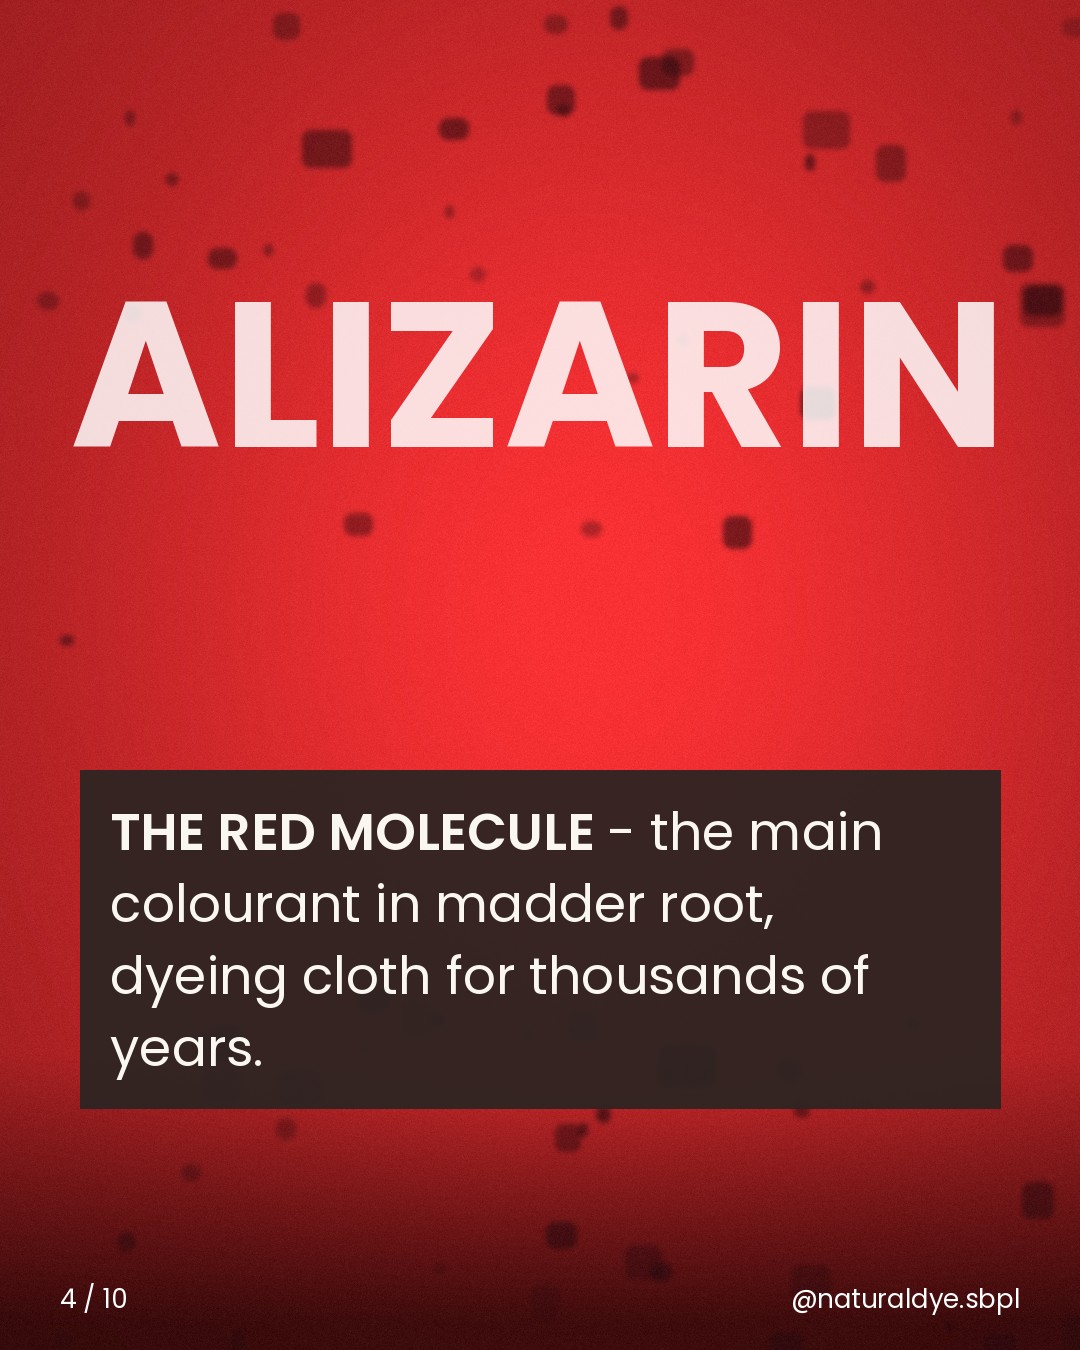 ALIZARIN
THE RED MOLECULE - the main
colourant in madder root,
dyeing cloth for thousands of
years.
4 / 10
@naturaldye.sbpl